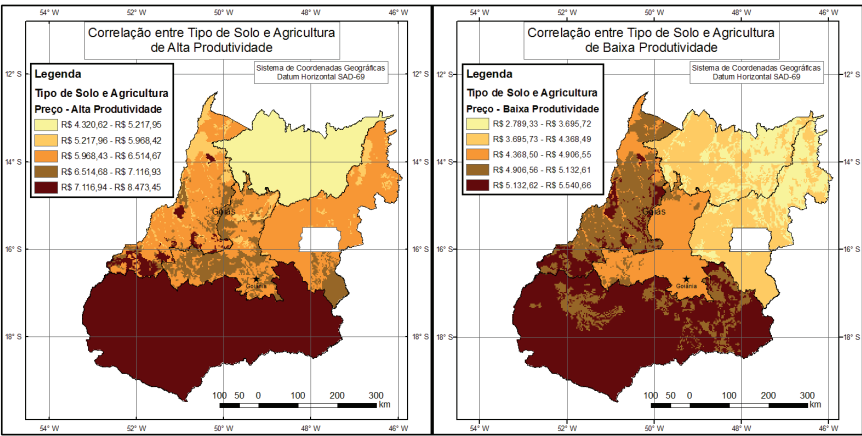 54° W 52° W 50° W 48° W 46° W
Correlação entre Tipo de Solo e Agricultura
de Alta Produtividade
Sistema de Coordenadas Geográficas
Datum Horizontal SAD-69
Legenda
Tipo de Solo e Agricultura
Preço - Alta Produtividade
R$ 4.320,62 - R$ 5.217,95
R$ 5.217,96 - R$ 5.968,42
R$ 5.968,43 - R$ 6.514,67
R$ 6.514,68 - R$ 7.116,93
R$ 7.116,94 - R$ 8.473,45
12° S
14° S
16° S
18° S
12° S
14° S
16° S
18° S
Goiás
Goiânia
100 50 0 100 200 300
km
54° W 52° W 50° W 48° W 46° W
54° W 52° W 50° W 48° W 46° W
Correlação entre Tipo de Solo e Agricultura
de Baixa Produtividade
Sistema de Coordenadas Geográficas
Datum Horizontal SAD-69
Legenda
Tipo de Solo e Agricultura
Preço - Baixa Produtividade
R$ 2.789,33 - R$ 3.695,72
R$ 3.695,73 - R$ 4.368,49
R$ 4.368,50 - R$ 4.906,55
R$ 4.906,56 - R$ 5.132,61
R$ 5.132,62 - R$ 5.540,66
12° S
14° S
16° S
18° S
Goiás
Goiânia
100 50 0 100 200 300
km
54° W 52° W 50° W 48° W 46° W